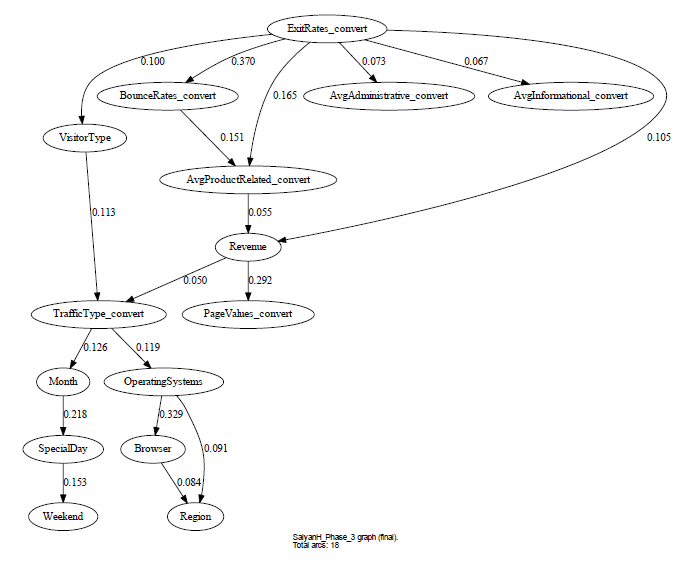 ExitRates_convert
0.100
0.370
0.073
0.067
BounceRates_convert
0.165
AvgAdministrative_convert
AvgInformational_convert
VisitorType
0.151
0.105
AvgProductRelated_convert
0.113
0.055
Revenue
0.050
0.292
TrafficType_convert
PageValues_convert
0.126
0.119
Month
OperatingSystems
0.218
0.329
SpecialDay
Browser
0.091
0.153
0.084
Weekend
Region
SaiyanH_Phase_3 graph (final).
Total arcs: 18